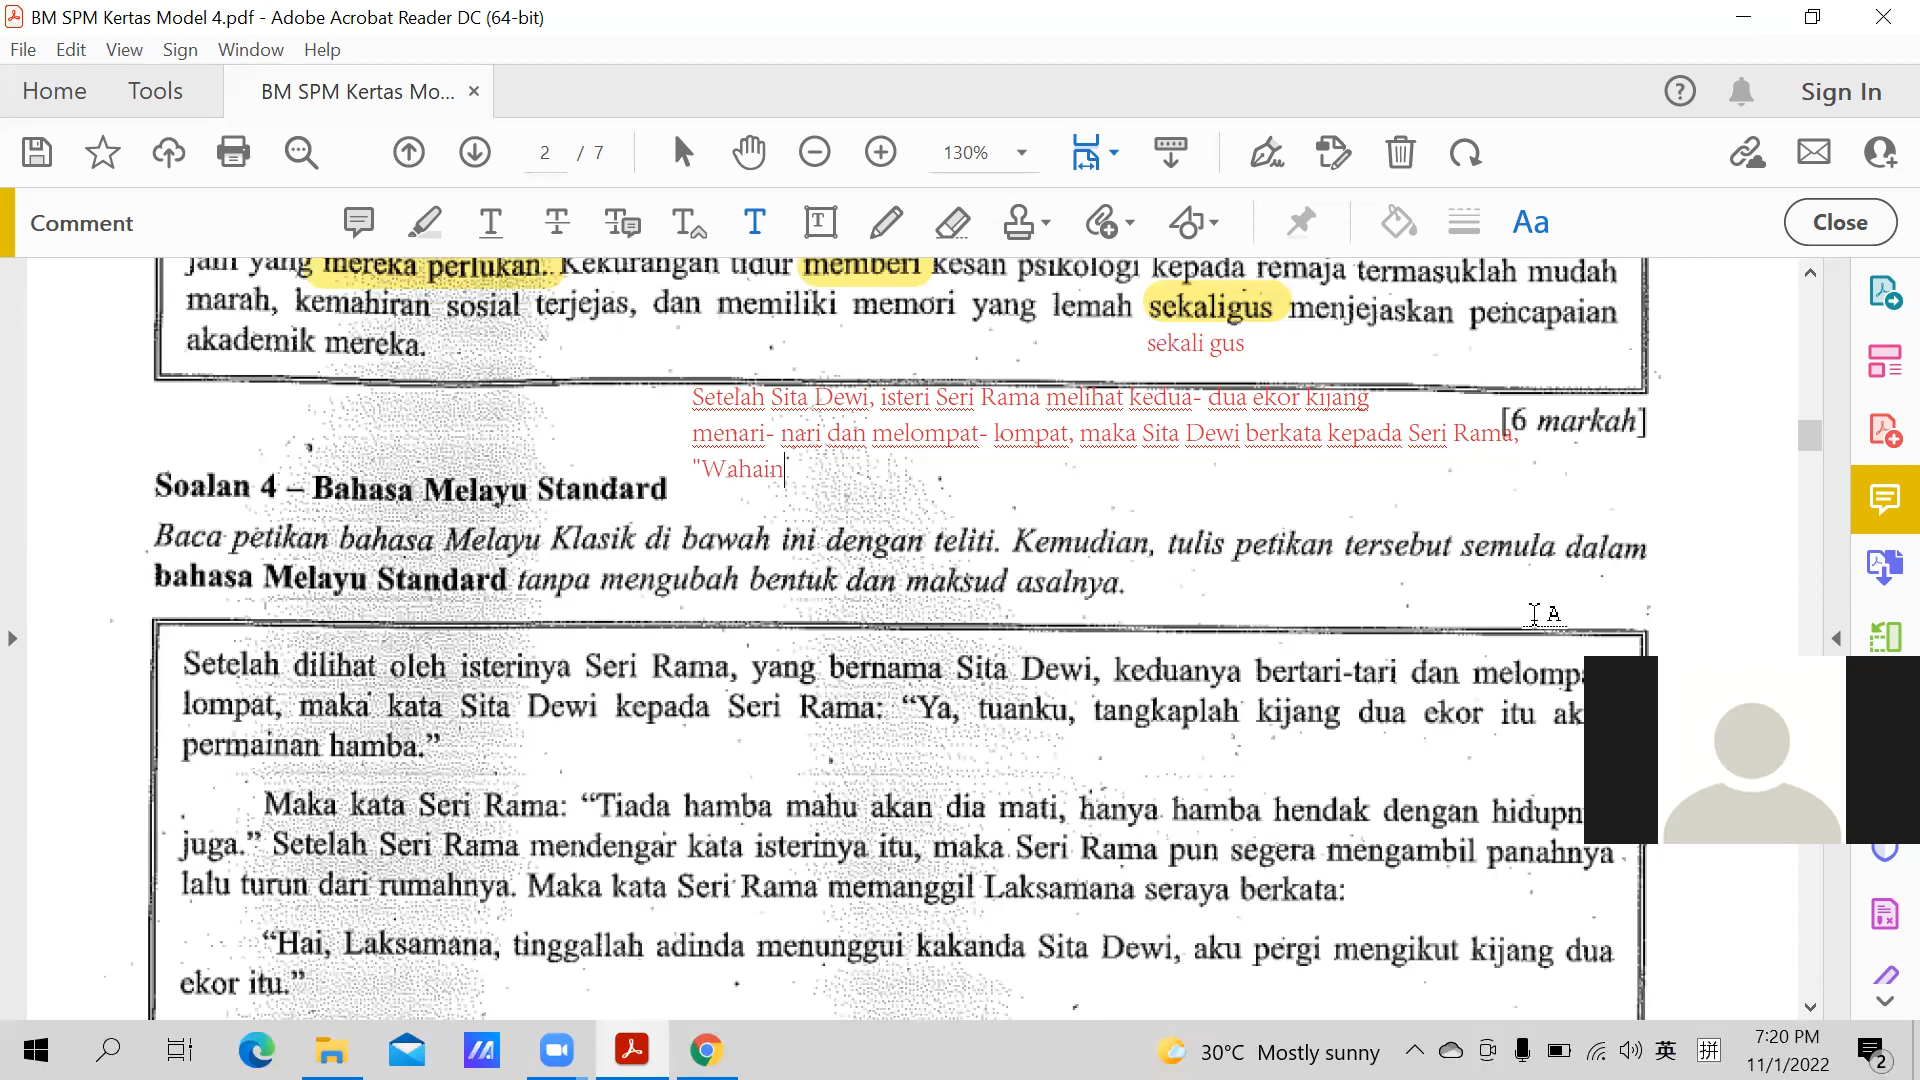 BM SPM Kertas Model 4.pdf - Adobe Acrobat Reader DC (64-bit)
File Edit View Sign Window Help
Home Tools BM SPM Kertas Mo... × Sign In
2 / 7 130%
Comment Close
jam yang mereka perlukan. Kekurangan tidur memberi kesan psikologi kepada remaja termasuklah mudah
marah, kemahiran sosial terjejas, dan memiliki memori yang lemah sekaligus menjejaskan pencapaian
akademik mereka.
sekali gus
Setelah Sita Dewi, isteri Seri Rama melihat kedua- dua ekor kijang
[6 markah]
menari- nari dan melompat- lompat, maka Sita Dewi berkata kepada Seri Rama,
"Wahain
Soalan 4 – Bahasa Melayu Standard
Baca petikan bahasa Melayu Klasik di bawah ini dengan teliti. Kemudian, tulis petikan tersebut semula dalam
bahasa Melayu Standard tanpa mengubah bentuk dan maksud asalnya.
Setelah dilihat oleh isterinya Seri Rama, yang bernama Sita Dewi, keduanya bertari-tari dan melomp
lompat, maka kata Sita Dewi kepada Seri Rama: “Ya, tuanku, tangkaplah kijang dua ekor itu ak
permainan hamba.”
Maka kata Seri Rama: “Tiada hamba mahu akan dia mati, hanya hamba hendak dengan hidupn
juga.” Setelah Seri Rama mendengar kata isterinya itu, maka Seri Rama pun segera mengambil panahnya
lalu turun dari rumahnya. Maka kata Seri Rama memanggil Laksamana seraya berkata:
“Hai, Laksamana, tinggallah adinda menunggui kakanda Sita Dewi, aku pergi mengikut kijang dua
ekor itu.”
30°C Mostly sunny 英 拼 7:20 PM
11/1/2022
2